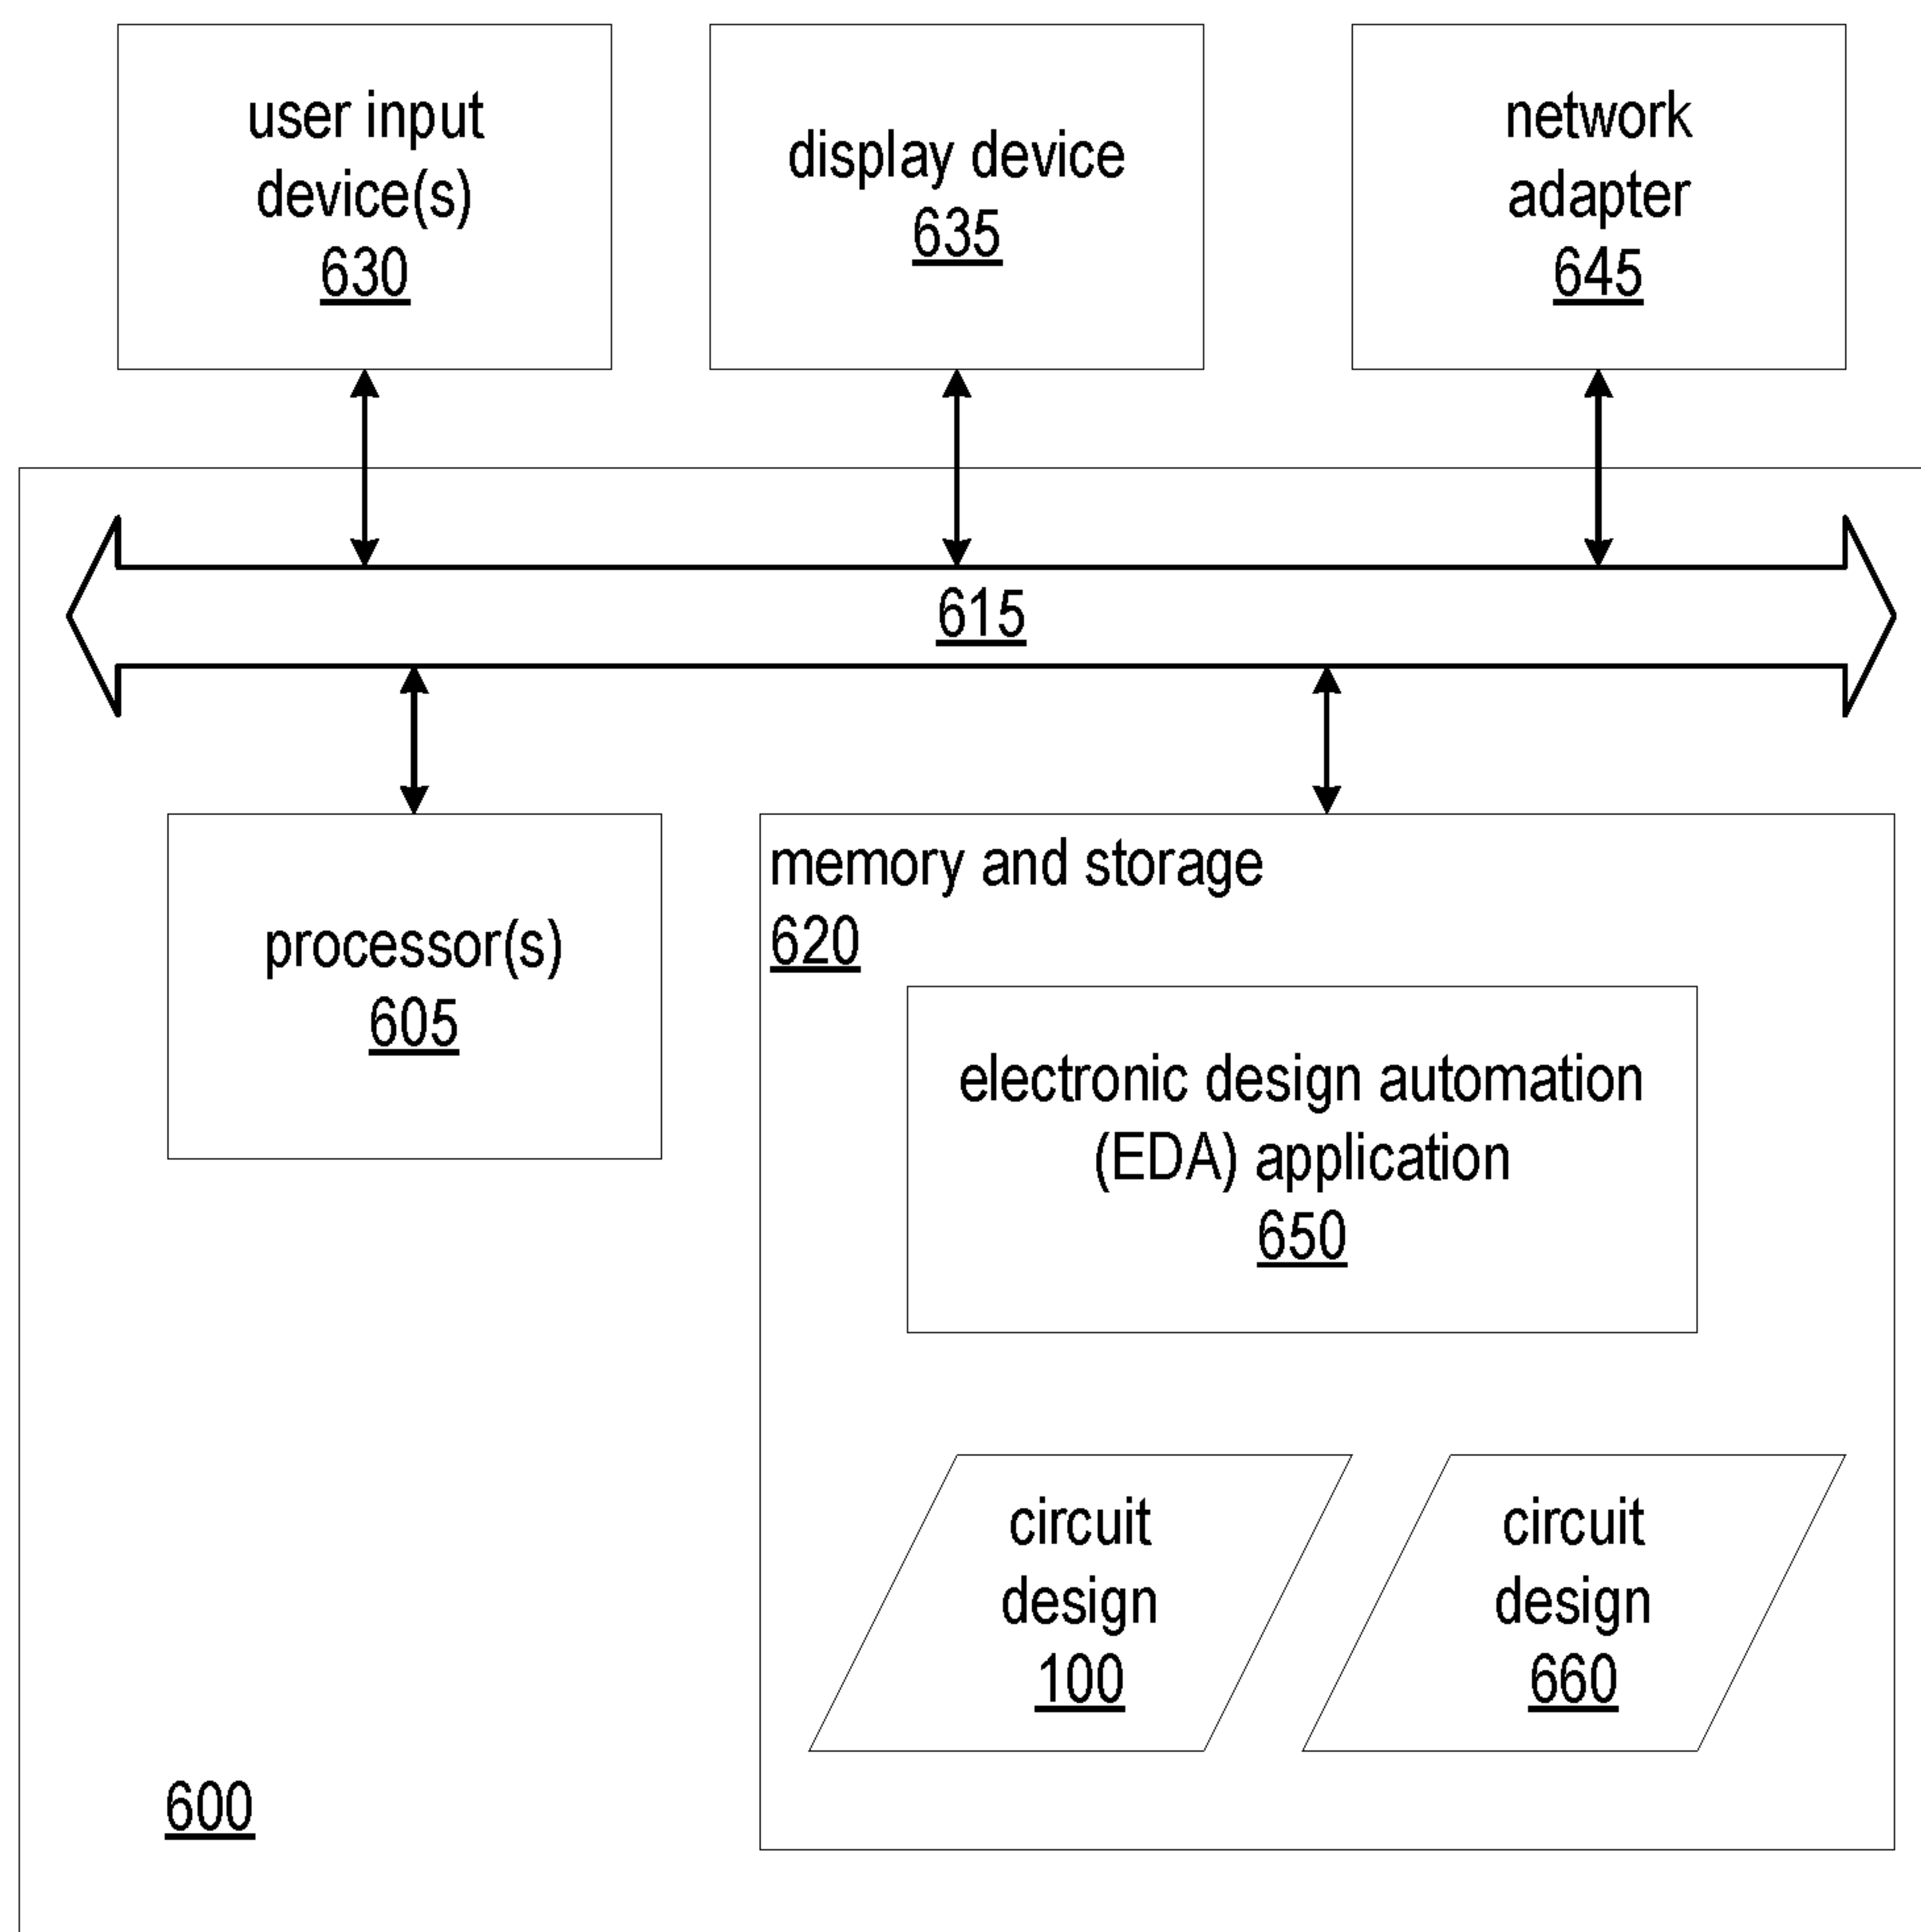 user input
device(s)
630
display device
635
network
adapter
645
615
processor(s)
605
memory and storage
620
electronic design automation
(EDA) application
650
circuit
design
100
circuit
design
660
600